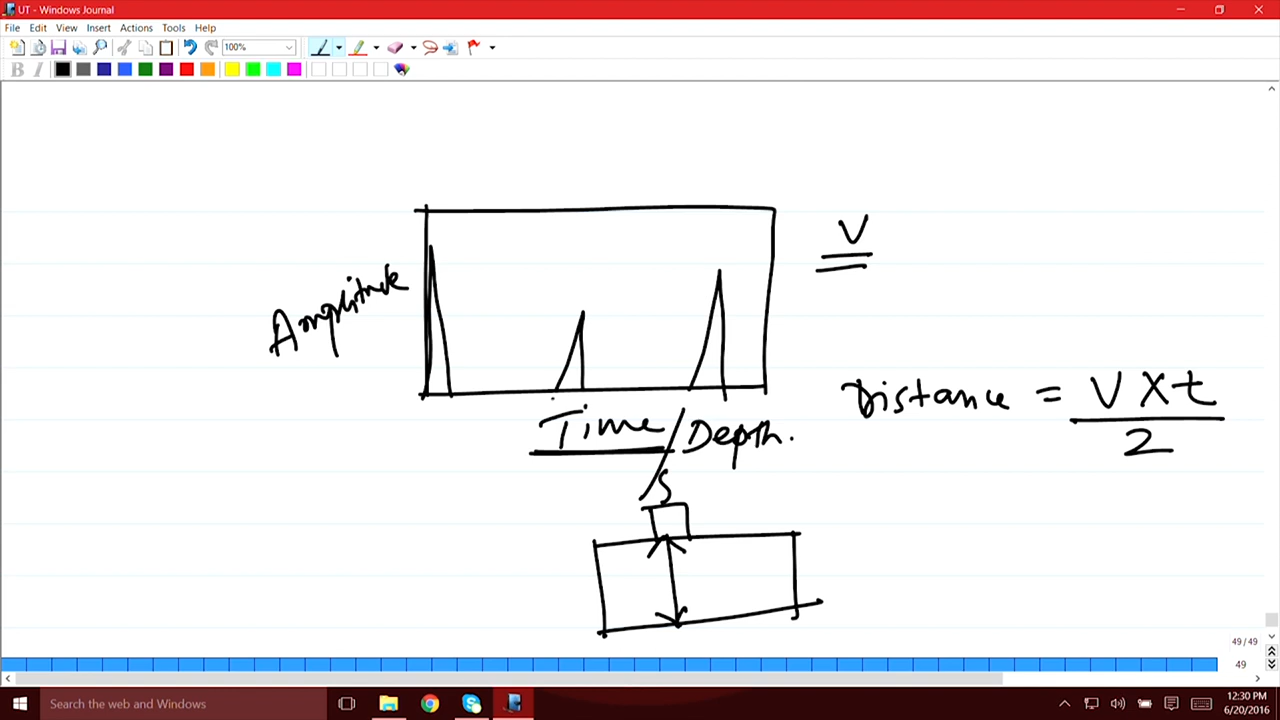 UT - Windows Journal
File Edit View Insert Actions Tools Help
100%
B I
V
Amplitude
Distance = V X t
2
Time / Depth.
S
49 / 49
49
Search the web and Windows
12:30 PM
6/20/2016